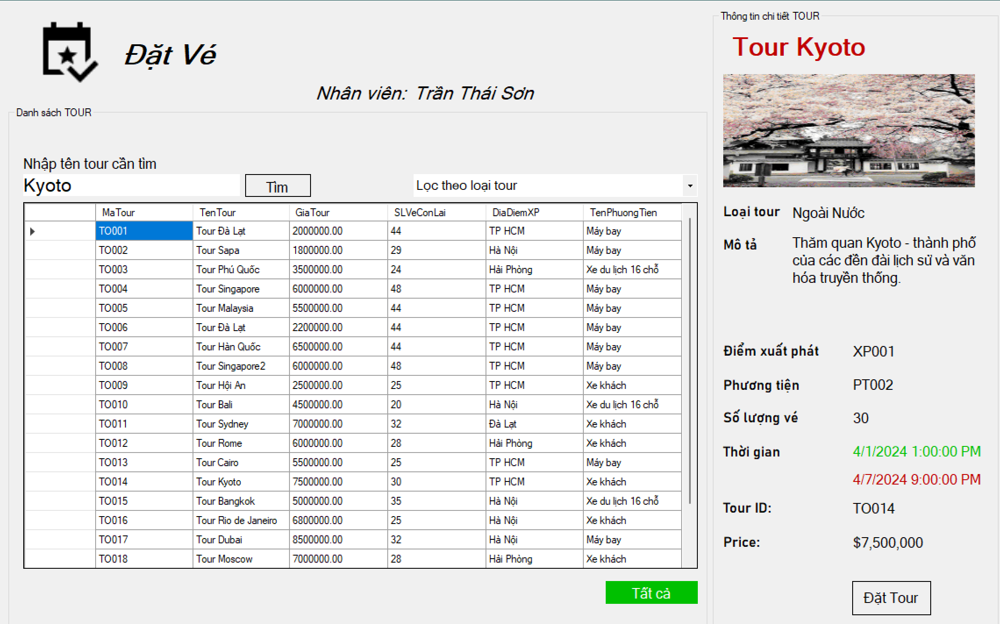 Đặt Vé
Nhân viên: Trần Thái Sơn
Danh sách TOUR
Nhập tên tour cần tìm
Kyoto Tìm Lọc theo loại tour
MaTour TenTour GiaTour SLVeConLai DiaDiemXP TenPhuongTien
TO001 Tour Đà Lạt 2000000.00 44 TP HCM Máy bay
TO002 Tour Sapa 1800000.00 29 Hà Nội Máy bay
TO003 Tour Phú Quốc 3500000.00 24 Hải Phòng Xe du lịch 16 chỗ
TO004 Tour Singapore 6000000.00 48 TP HCM Máy bay
TO005 Tour Malaysia 5500000.00 44 TP HCM Máy bay
TO006 Tour Đà Lạt 2200000.00 44 TP HCM Máy bay
TO007 Tour Hàn Quốc 6500000.00 44 TP HCM Máy bay
TO008 Tour Singapore2 6000000.00 48 TP HCM Máy bay
TO009 Tour Hội An 2500000.00 25 TP HCM Xe khách
TO010 Tour Bali 4500000.00 20 Hà Nội Xe du lịch 16 chỗ
TO011 Tour Sydney 7000000.00 32 Đà Lạt Xe khách
TO012 Tour Rome 6000000.00 28 Hải Phòng Xe khách
TO013 Tour Cairo 5500000.00 25 TP HCM Máy bay
TO014 Tour Kyoto 7500000.00 30 TP HCM Xe khách
TO015 Tour Bangkok 5000000.00 35 Hà Nội Xe du lịch 16 chỗ
TO016 Tour Rio de Janeiro 6800000.00 25 Hà Nội Xe khách
TO017 Tour Dubai 8500000.00 32 Hà Nội Máy bay
TO018 Tour Moscow 7000000.00 28 Hải Phòng Xe khách
Tất cả
Thông tin chi tiết TOUR
Tour Kyoto
Loại tour Ngoài Nước
Mô tả Thăm quan Kyoto - thành phố
của các đền đài lịch sử và văn
hóa truyền thống.
Điểm xuất phát XP001
Phương tiện PT002
Số lượng vé 30
Thời gian 4/1/2024 1:00:00 PM
4/7/2024 9:00:00 PM
Tour ID: TO014
Price: $7,500,000
Đặt Tour